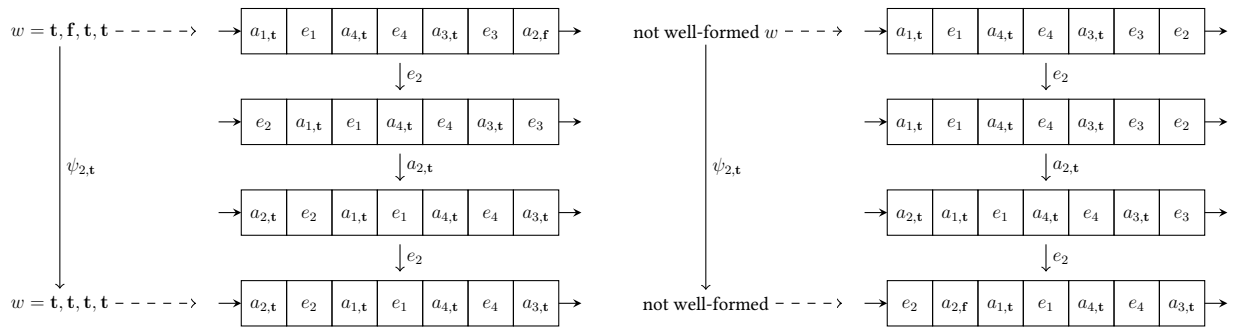 w = t, f, t, t
a₁,t e₁ a₄,t e₄ a₃,t e₃ a₂,f
e₂
e₂ a₁,t e₁ a₄,t e₄ a₃,t e₃
ψ₂,t
a₂,t
a₂,t e₂ a₁,t e₁ a₄,t e₄ a₃,t
e₂
w = t, t, t, t
a₂,t e₂ a₁,t e₁ a₄,t e₄ a₃,t
not well-formed w
a₁,t e₁ a₄,t e₄ a₃,t e₃ e₂
e₂
a₁,t e₁ a₄,t e₄ a₃,t e₃ e₂
ψ₂,t
a₂,t
a₂,t a₁,t e₁ a₄,t e₄ a₃,t e₃
e₂
not well-formed
e₂ a₂,f a₁,t e₁ a₄,t e₄ a₃,t